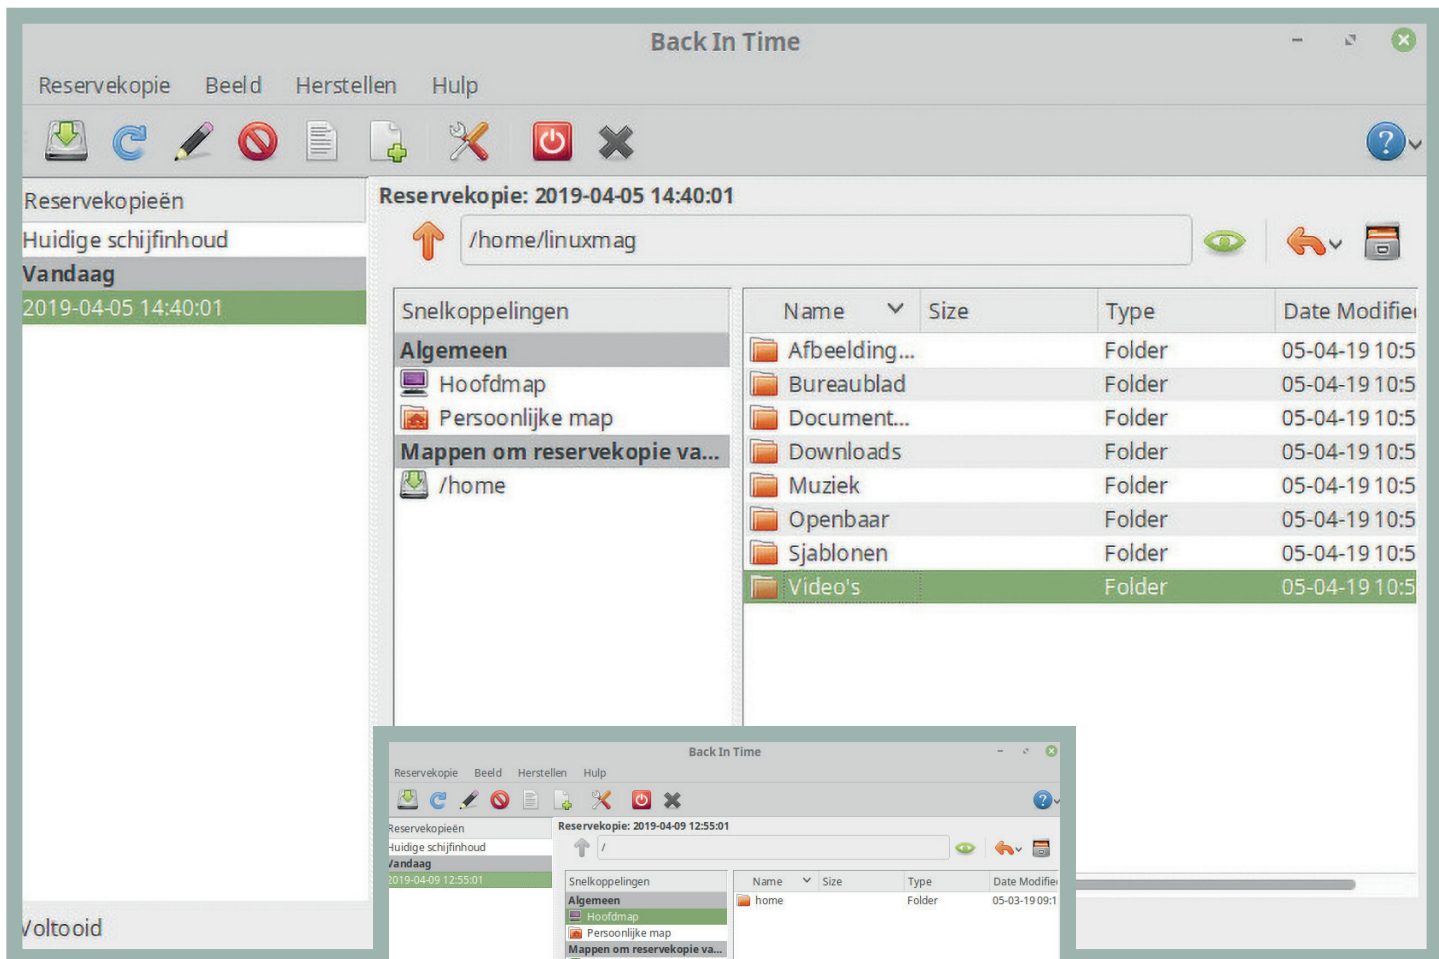 Back In Time
Reservekopie Beeld Herstellen Hulp
Reservekopieën
Huidige schijfinhoud
Vandaag
2019-04-05 14:40:01
Reservekopie: 2019-04-05 14:40:01
/home/linuxmag
Snelkoppelingen
Algemeen
Hoofdmap
Persoonlijke map
Mappen om reservekopie va...
/home
Name Size Type Date Modified
Afbeelding... Folder 05-04-19 10:5
Bureaublad Folder 05-04-19 10:5
Document... Folder 05-04-19 10:5
Downloads Folder 05-04-19 10:5
Muziek Folder 05-04-19 10:5
Openbaar Folder 05-04-19 10:5
Sjablonen Folder 05-04-19 10:5
Video's Folder 05-04-19 10:5
Voltooid
Back In Time
Reservekopie Beeld Herstellen Hulp
Reservekopieën
Huidige schijfinhoud
Vandaag
2019-04-09 12:55:01
Reservekopie: 2019-04-09 12:55:01
/
Snelkoppelingen
Algemeen
Hoofdmap
Persoonlijke map
Mappen om reservekopie va...
Name Size Type Date Modified
home Folder 05-03-19 09:1